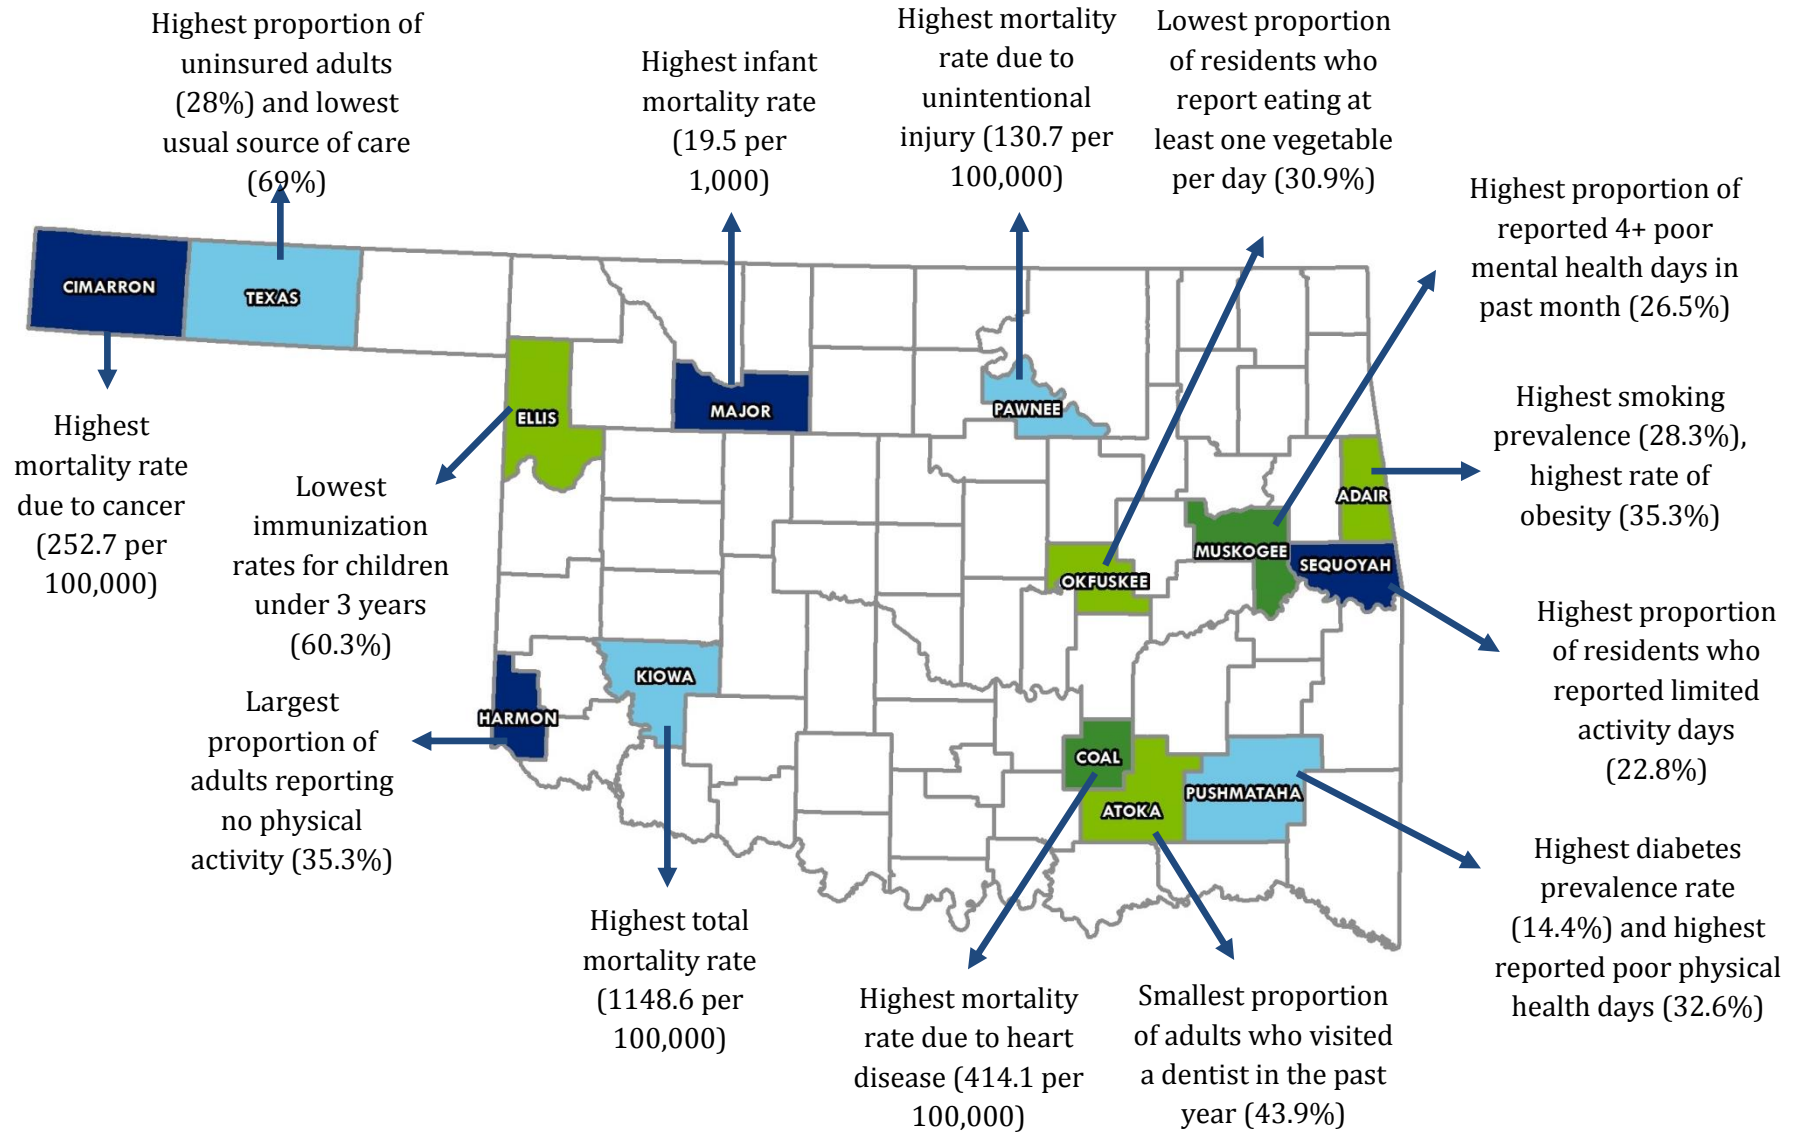 Highest proportion of
uninsured adults
(28%) and lowest
usual source of care
(69%)
Highest infant
mortality rate
(19.5 per
1,000)
Highest mortality
rate due to
unintentional
injury (130.7 per
100,000)
Lowest proportion
of residents who
report eating at
least one vegetable
per day (30.9%)
Highest proportion of
reported 4+ poor
mental health days in
past month (26.5%)
CIMARRON
TEXAS
ELLIS
MAJOR
PAWNEE
Highest smoking
prevalence (28.3%),
highest rate of
obesity (35.3%)
Highest
mortality rate
due to cancer
(252.7 per
100,000)
Lowest
immunization
rates for children
under 3 years
(60.3%)
ADAIR
MUSKOGEE
SEQUOYAH
OKFUSKEE
Highest proportion
of residents who
reported limited
activity days
(22.8%)
KIOWA
HARMON
Largest
proportion of
adults reporting
no physical
activity (35.3%)
COAL
ATOKA
PUSHMATAHA
Highest diabetes
prevalence rate
(14.4%) and highest
reported poor physical
health days (32.6%)
Highest total
mortality rate
(1148.6 per
100,000)
Highest mortality
rate due to heart
disease (414.1 per
100,000)
Smallest proportion
of adults who visited
a dentist in the past
year (43.9%)